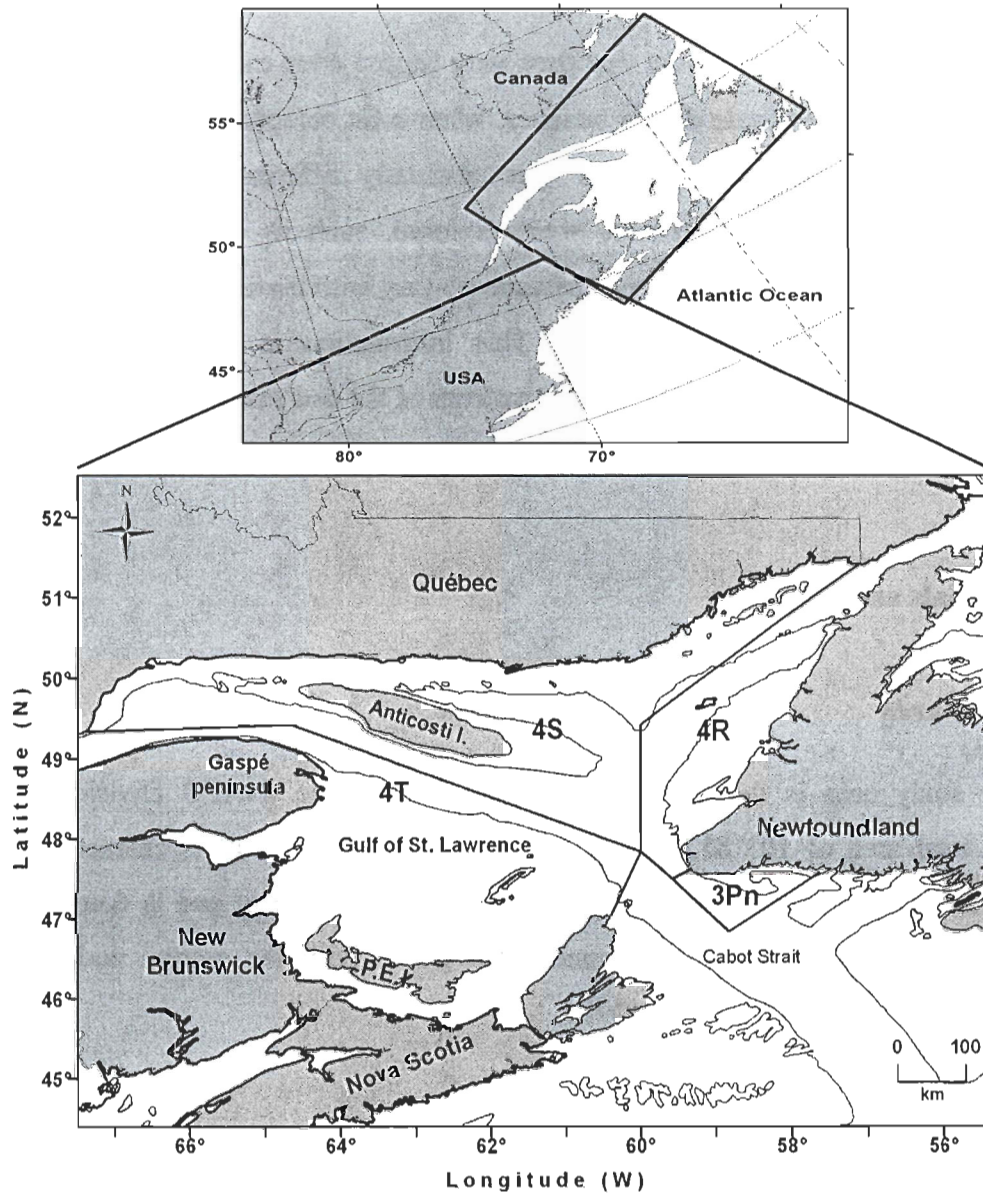 Canada
55°
50°
Atlantic Ocean
45°
USA
80°
70°
N
52°
51°
50°
49°
48°
47°
46°
45°
Latitude (N)
Québec
Anticosti I.
4S
4R
Gaspé
peninsula
4T
Gulf of St. Lawrence
Newfoundland
3Pn
New
Brunswick
P.E.I.
Cabot Strait
Nova Scotia
0 100
km
66° 64° 62° 60° 58° 56°
Longitude (W)